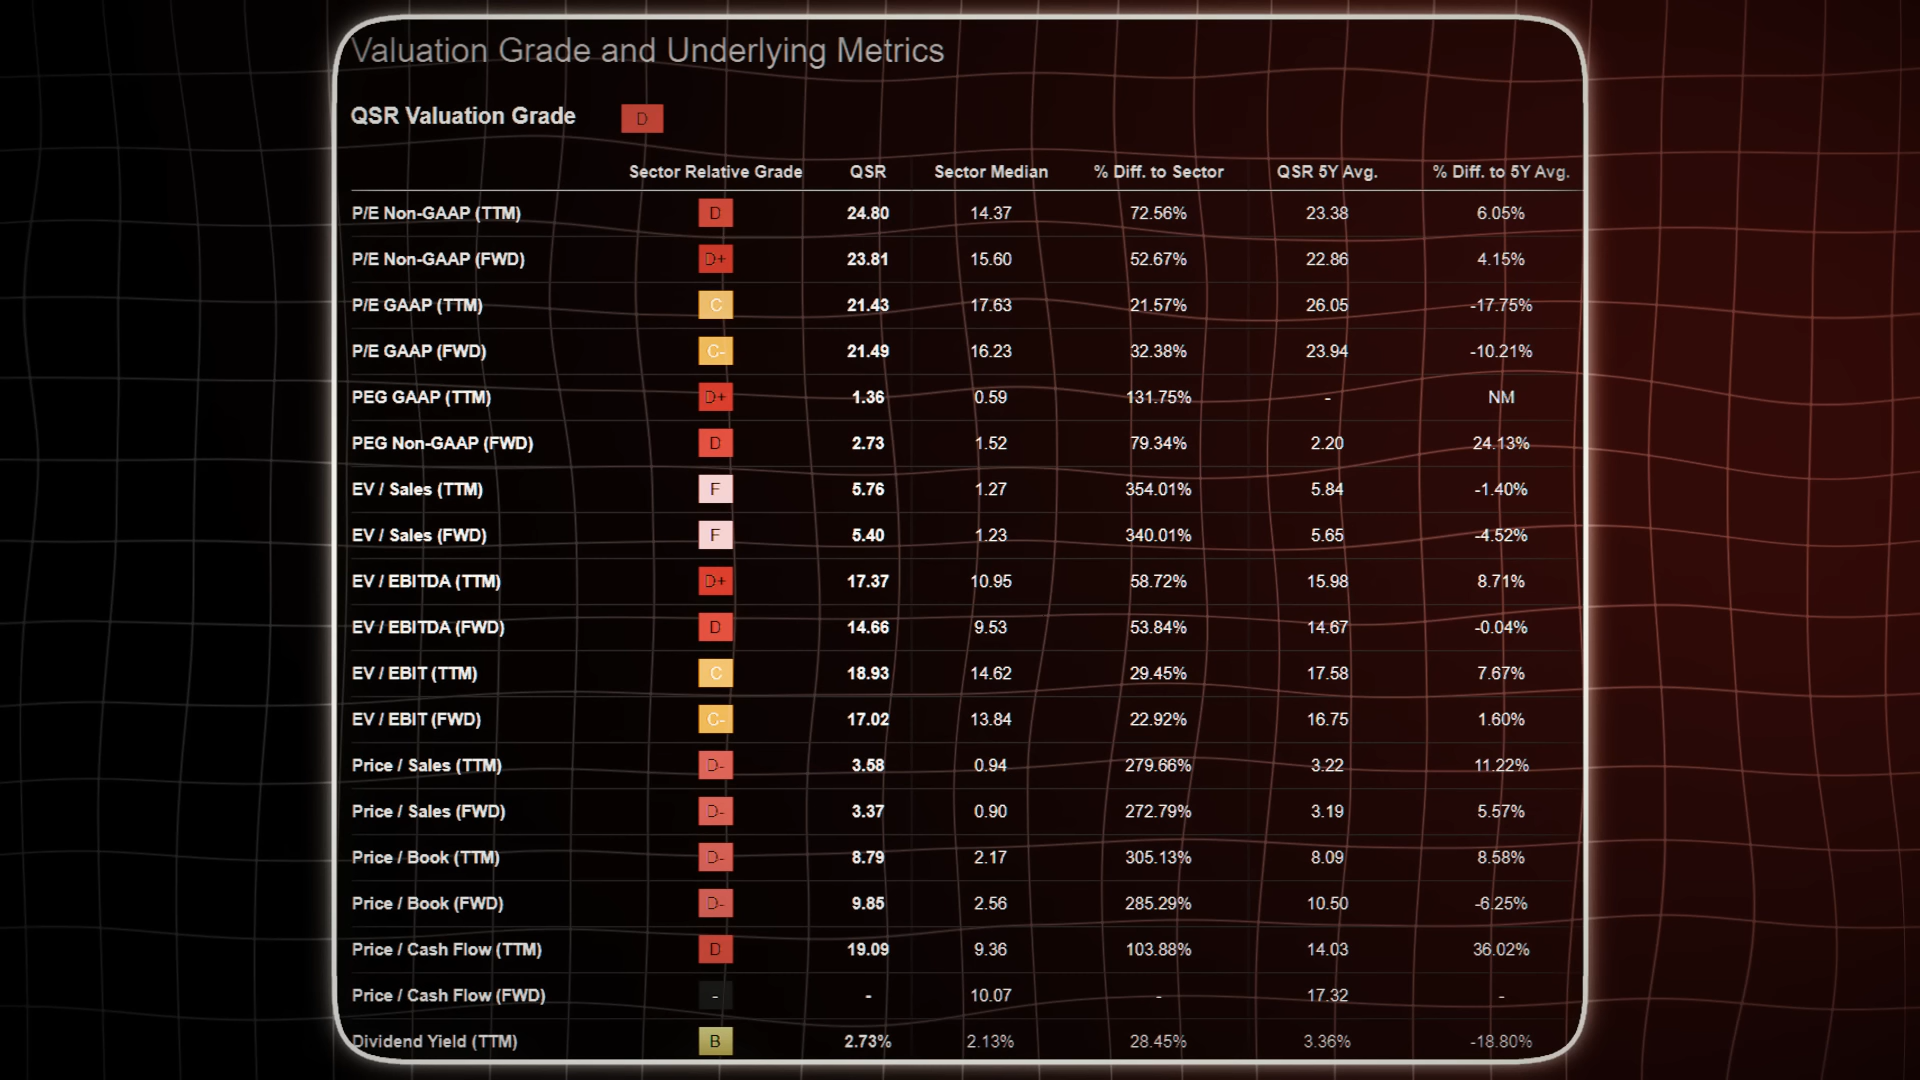 Valuation Grade and Underlying Metrics
QSR Valuation Grade D
Sector Relative Grade QSR Sector Median % Diff. to Sector QSR 5Y Avg. % Diff. to 5Y Avg.
P/E Non-GAAP (TTM) D 24.80 14.37 72.56% 23.38 6.05%
P/E Non-GAAP (FWD) D+ 23.81 15.60 52.67% 22.86 4.15%
P/E GAAP (TTM) C 21.43 17.63 21.57% 26.05 -17.75%
P/E GAAP (FWD) C- 21.49 16.23 32.38% 23.94 -10.21%
PEG GAAP (TTM) D+ 1.36 0.59 131.75% - NM
PEG Non-GAAP (FWD) D 2.73 1.52 79.34% 2.20 24.13%
EV / Sales (TTM) F 5.76 1.27 354.01% 5.84 -1.40%
EV / Sales (FWD) F 5.40 1.23 340.01% 5.65 -4.52%
EV / EBITDA (TTM) D+ 17.37 10.95 58.72% 15.98 8.71%
EV / EBITDA (FWD) D 14.66 9.53 53.84% 14.67 -0.04%
EV / EBIT (TTM) C 18.93 14.62 29.45% 17.58 7.67%
EV / EBIT (FWD) C- 17.02 13.84 22.92% 16.75 1.60%
Price / Sales (TTM) D- 3.58 0.94 279.66% 3.22 11.22%
Price / Sales (FWD) D- 3.37 0.90 272.79% 3.19 5.57%
Price / Book (TTM) D- 8.79 2.17 305.13% 8.09 8.58%
Price / Book (FWD) D- 9.85 2.56 285.29% 10.50 -6.25%
Price / Cash Flow (TTM) D 19.09 9.36 103.88% 14.03 36.02%
Price / Cash Flow (FWD) - - 10.07 - 17.32 -
Dividend Yield (TTM) B 2.73% 2.13% 28.45% 3.36% -18.80%